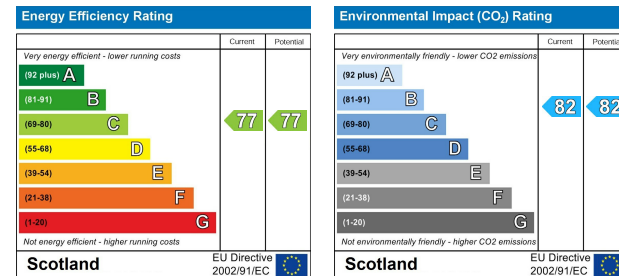 Energy Efficiency Rating
Current Potential
Very energy efficient - lower running costs
(92 plus) A
(81-91) B
(69-80) C
77 77
(55-68) D
(39-54) E
(21-38) F
(1-20) G
Not energy efficient - higher running costs
Scotland
EU Directive
2002/91/EC
Environmental Impact (CO₂) Rating
Current Potentia
Very environmentally friendly - lower CO2 emissions
(92 plus) A
(81-91) B
82 82
(69-80) C
(55-68) D
(39-54) E
(21-38) F
(1-20) G
Not environmentally friendly - higher CO2 emissions
Scotland
EU Directive
2002/91/EC